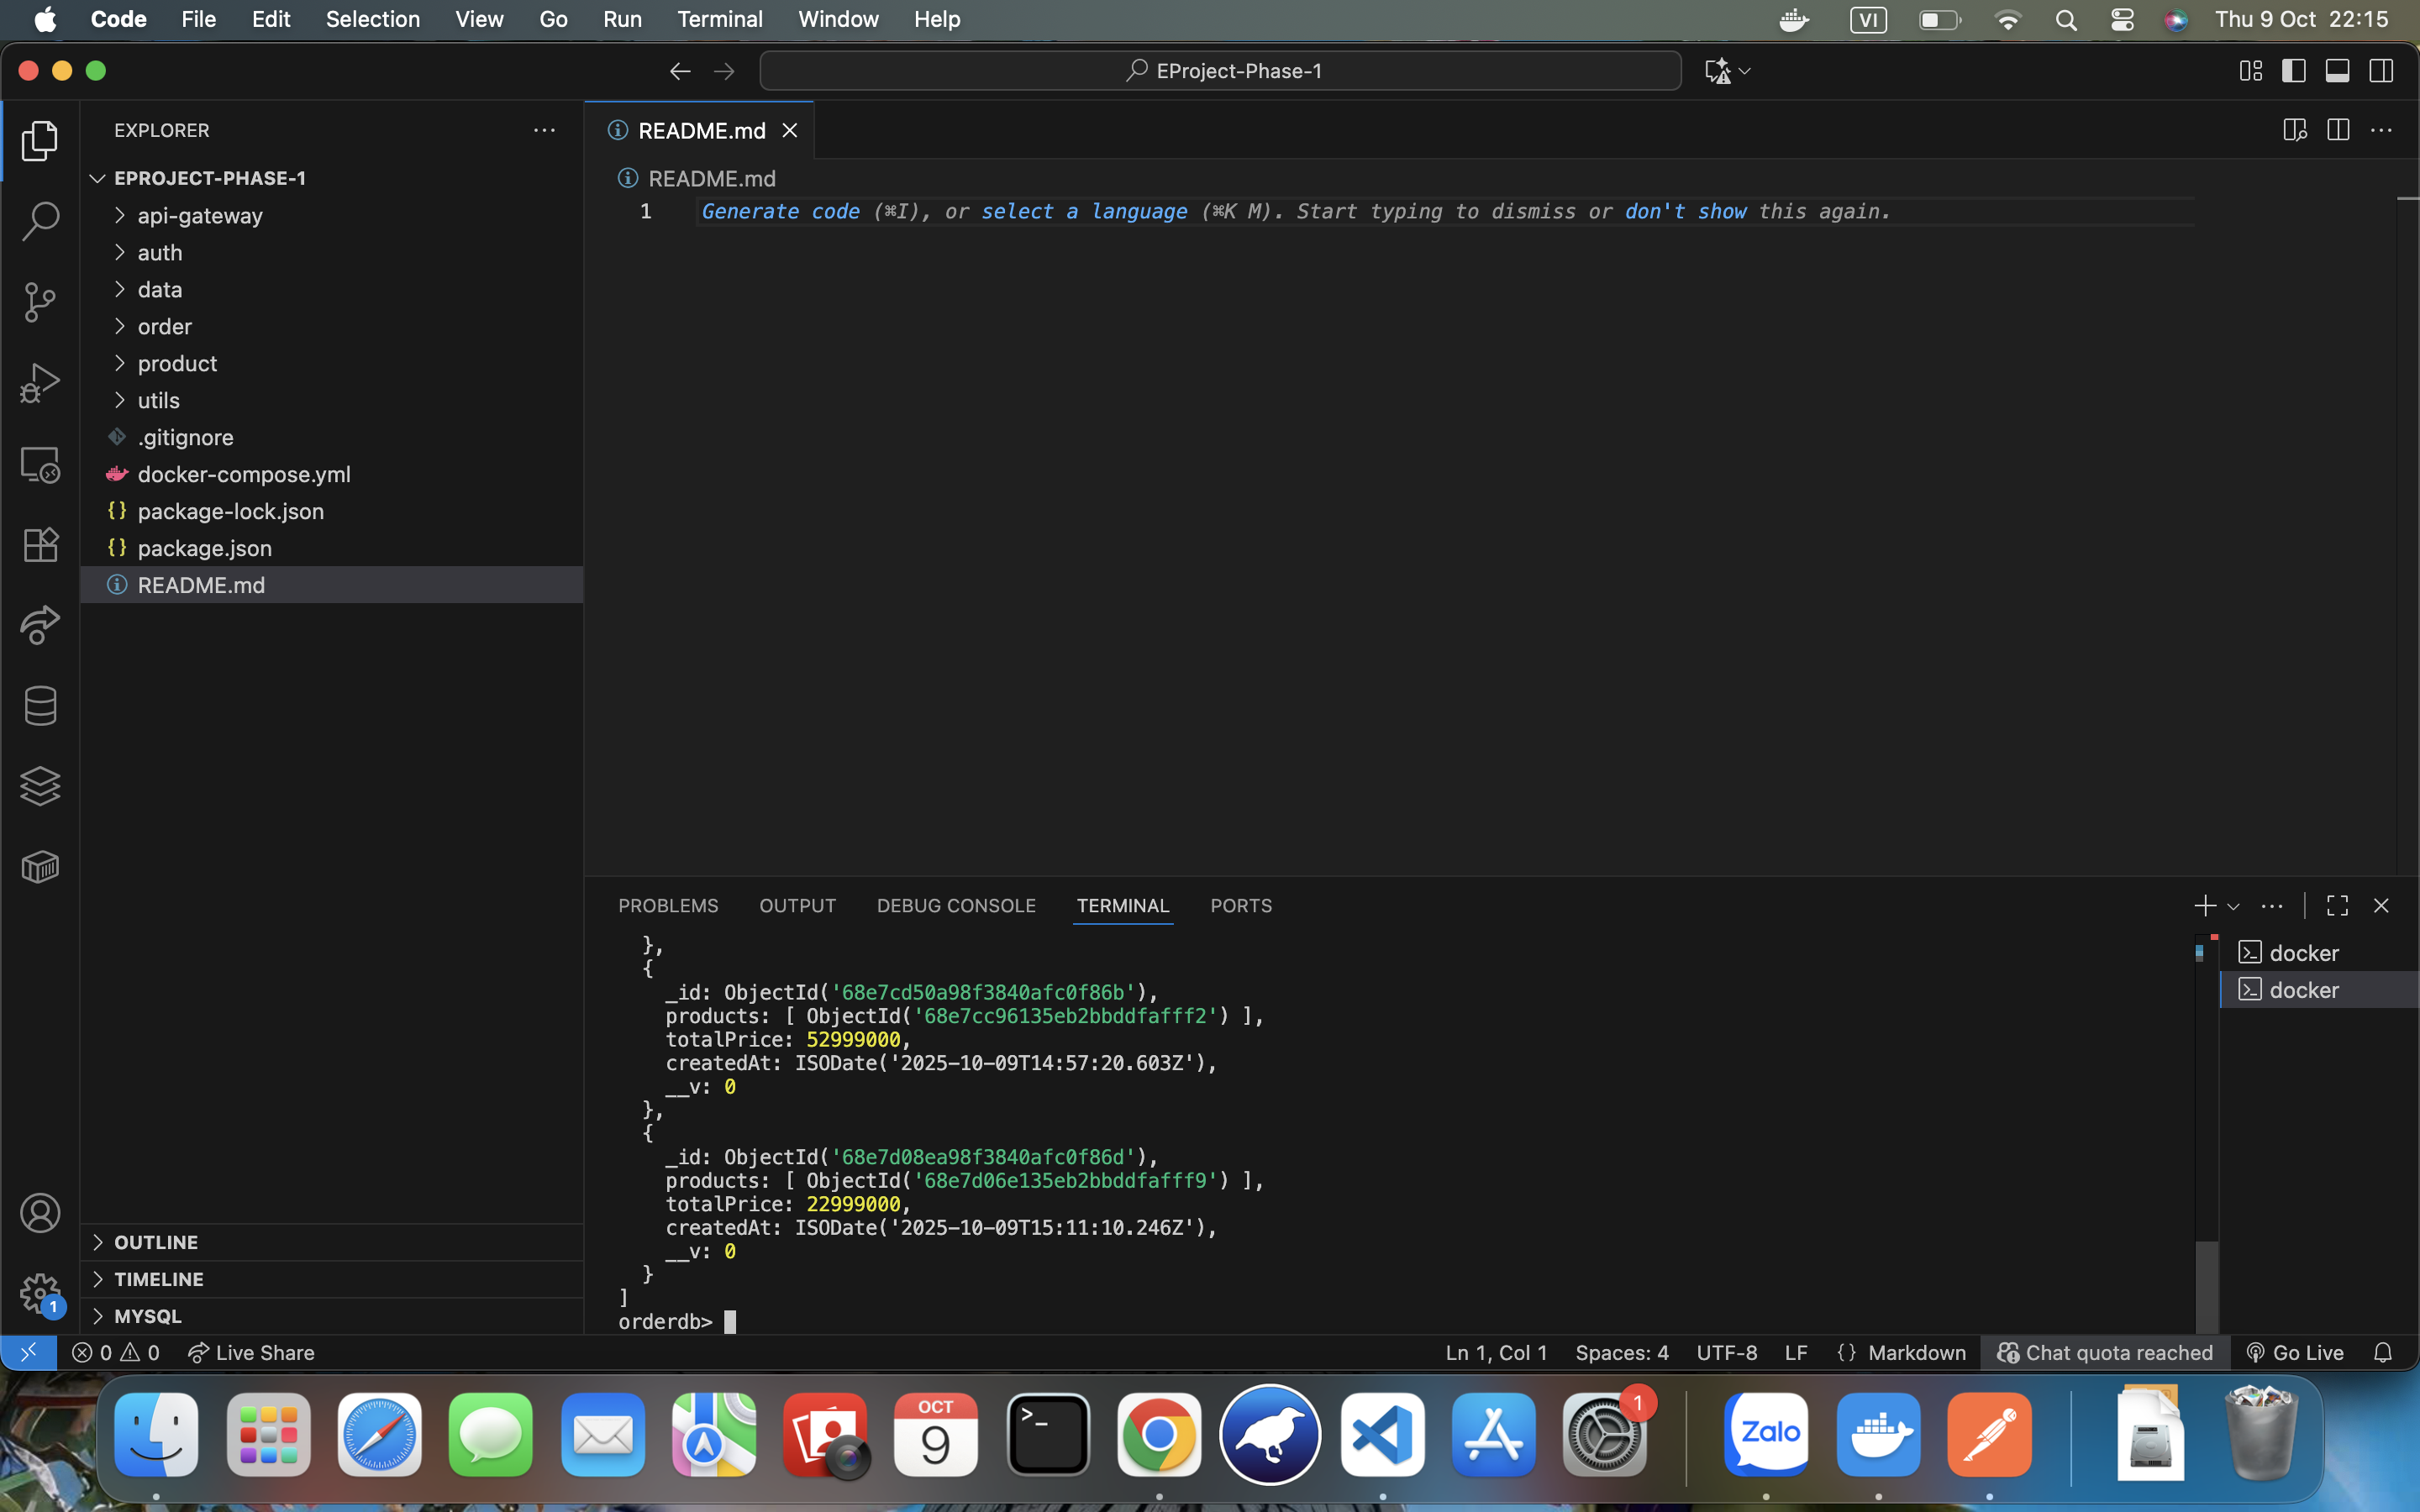 Code File Edit Selection View Go Run Terminal Window Help VI Thu 9 Oct 22:15
EProject-Phase-1
EXPLORER
README.md
EPROJECT-PHASE-1
README.md
api-gateway
1 Generate code (⌘I), or select a language (⌘K M). Start typing to dismiss or don't show this again.
auth
data
order
product
utils
.gitignore
docker-compose.yml
{} package-lock.json
{} package.json
README.md
OUTLINE
TIMELINE
MYSQL
PROBLEMS OUTPUT DEBUG CONSOLE TERMINAL PORTS
},
{
_id: ObjectId('68e7cd50a98f3840afc0f86b'),
products: [ ObjectId('68e7cc96135eb2bbddfafff2') ],
totalPrice: 52999000,
createdAt: ISODate('2025-10-09T14:57:20.603Z'),
__v: 0
},
{
_id: ObjectId('68e7d08ea98f3840afc0f86d'),
products: [ ObjectId('68e7d06e135eb2bbddfafff9') ],
totalPrice: 22999000,
createdAt: ISODate('2025-10-09T15:11:10.246Z'),
__v: 0
}
]
orderdb>
docker
docker
1
0 0 Live Share Ln 1, Col 1 Spaces: 4 UTF-8 LF {} Markdown Chat quota reached Go Live
OCT
9
>_
1
Zalo